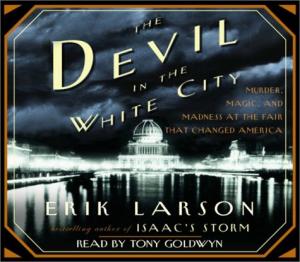 THE
DEVIL
IN THE
WHITE CITY
MURDER,
MAGIC, AND
MADNESS AT THE FAIR
THAT CHANGED AMERICA
ERIK LARSON
bestselling author of ISAAC'S STORM
READ BY TONY GOLDWYN